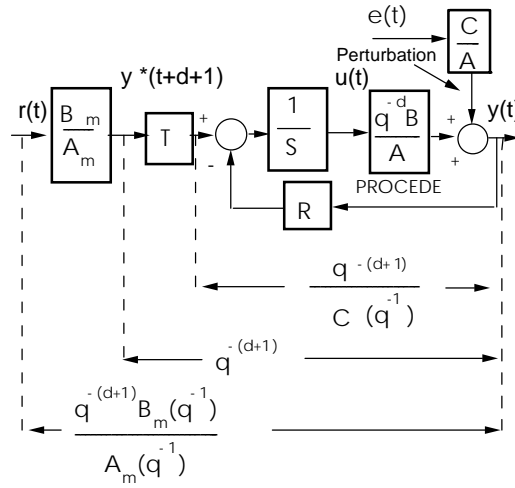 e(t)
C
A
Perturbation
r(t)
y *(t+d+1)
u(t)
y(t)
B m
A m
T
+
-
1
S
q -d B
A
+
+
PROCEDE
R
q -(d+1)
C (q -1)
q -(d+1)
q -(d+1) B m (q -1)
A m (q -1)